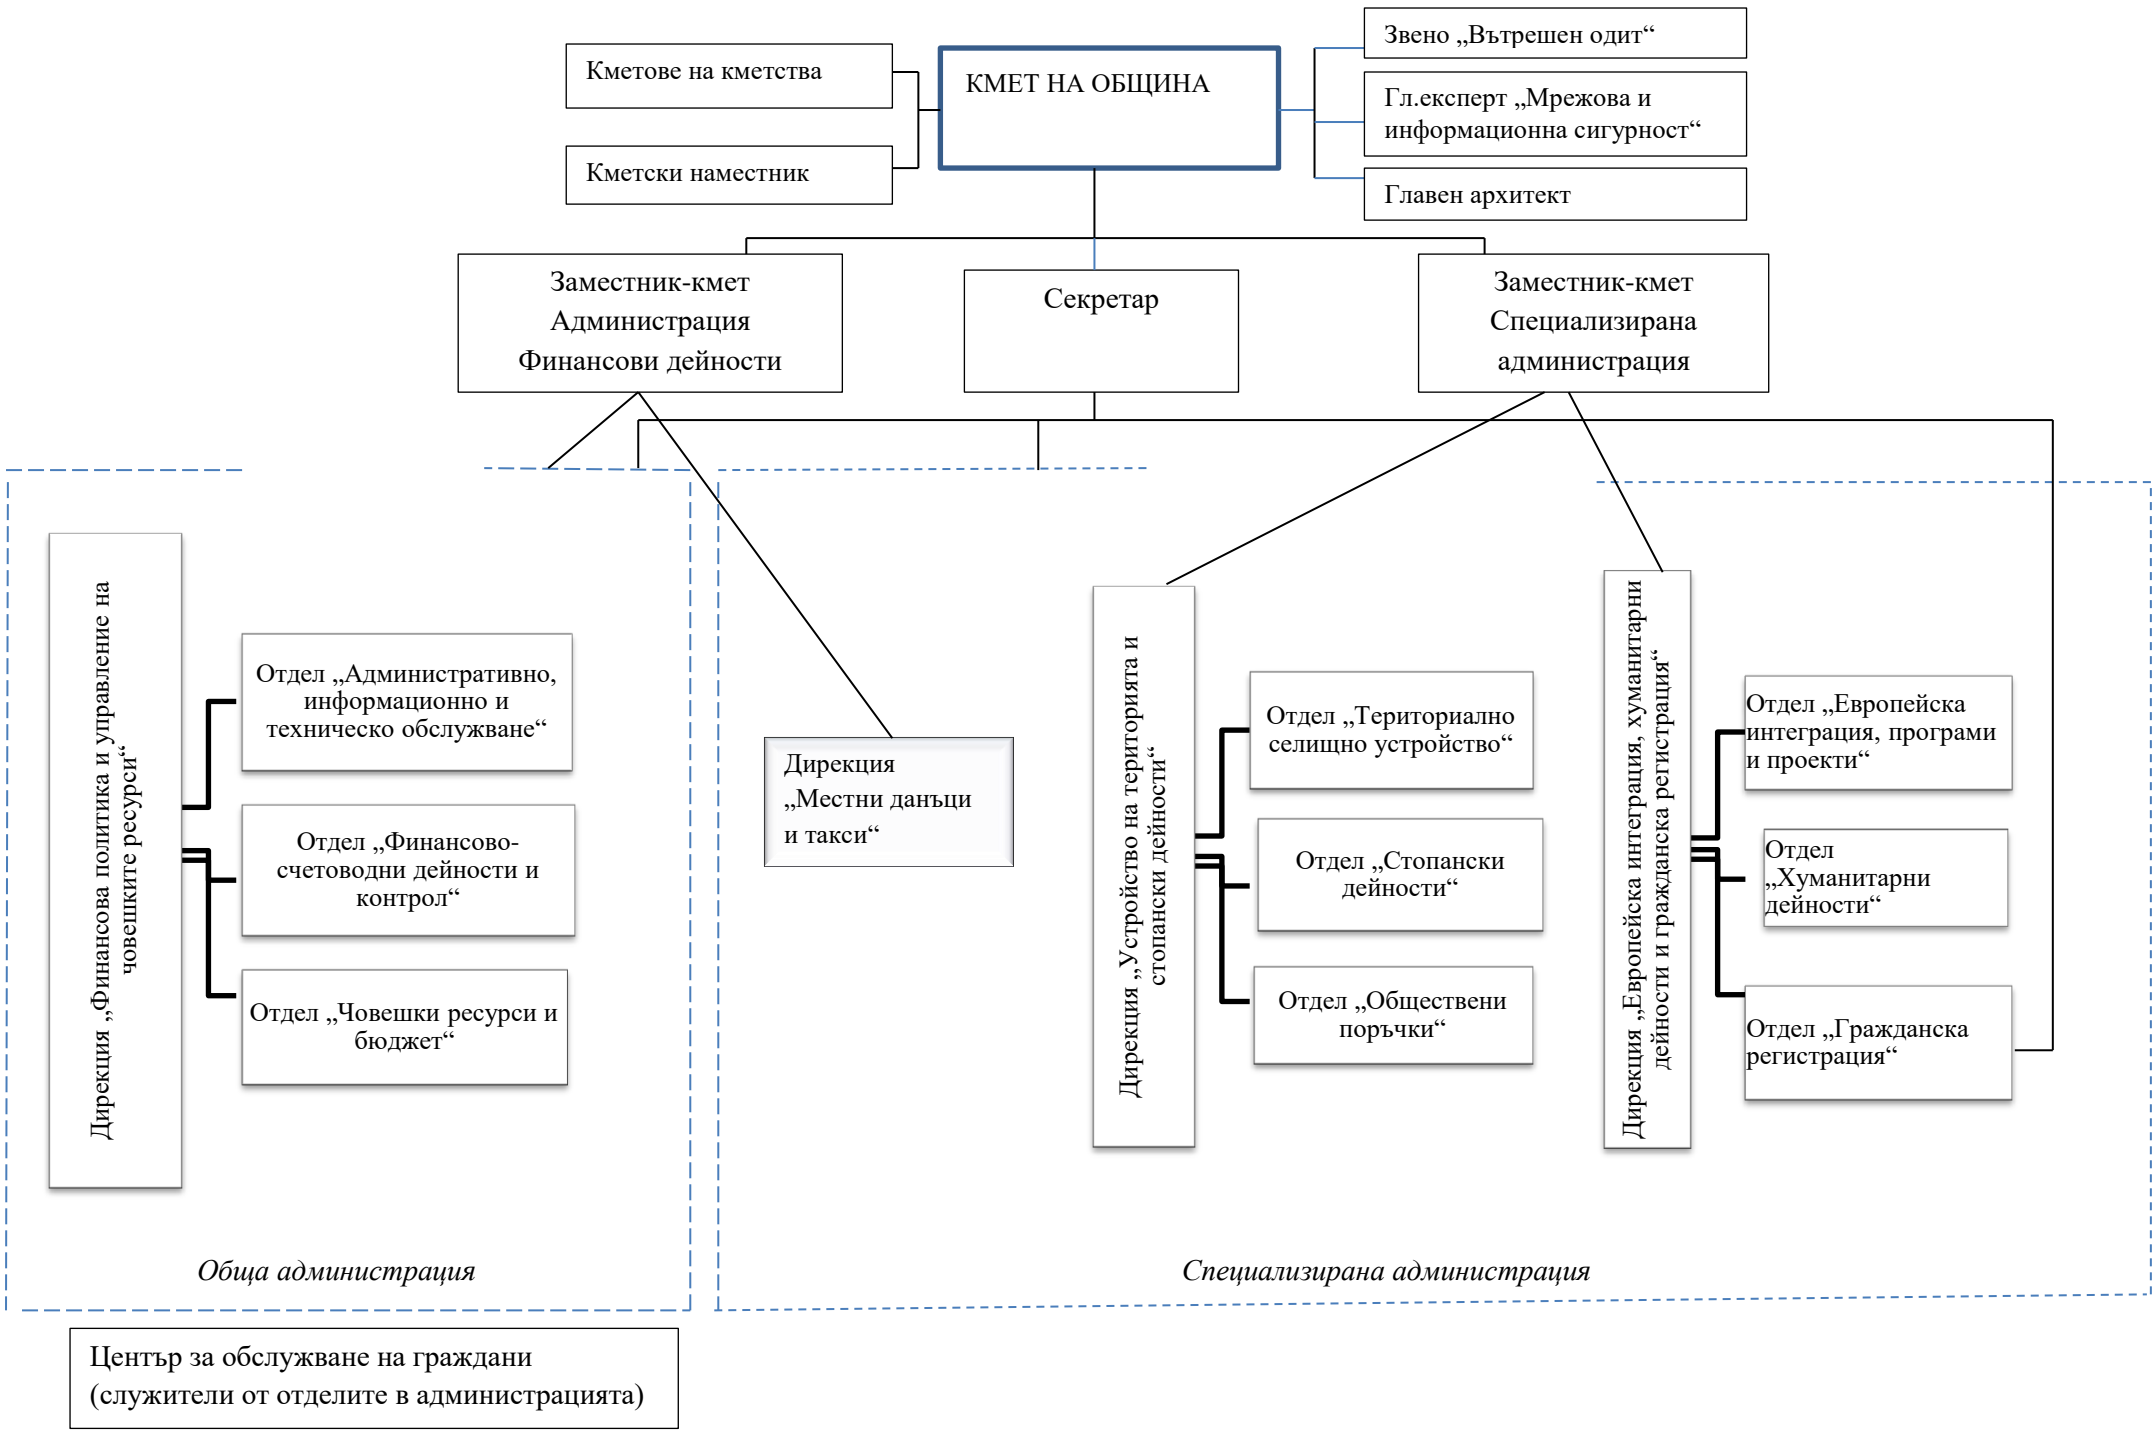 Кметове на кметства
Кметски наместник
КМЕТ НА ОБЩИНА
Звено „Вътрешен одит“
Гл.експерт „Мрежова и
информационна сигурност“
Главен архитект
Заместник-кмет
Администрация
Финансови дейности
Секретар
Заместник-кмет
Специализирана
администрация
Дирекция „Финансова политика и управление на
човешките ресурси“
Отдел „Административно,
информационно и
техническо обслужване“
Отдел „Финансово-
счетоводни дейности и
контрол“
Отдел „Човешки ресурси и
бюджет“
Дирекция
„Местни данъци
и такси“
Дирекция „Устройство на територията и
стопански дейности“
Отдел „Териториално
селищно устройство“
Отдел „Стопански
дейности“
Отдел „Обществени
поръчки“
Дирекция „Европейска интеграция, хуманитарни
дейности и гражданска регистрация“
Отдел „Европейска
интеграция, програми
и проекти“
Отдел
„Хуманитарни
дейности“
Отдел „Гражданска
регистрация“
Обща администрация
Специализирана администрация
Център за обслужване на граждани
(служители от отделите в администрацията)